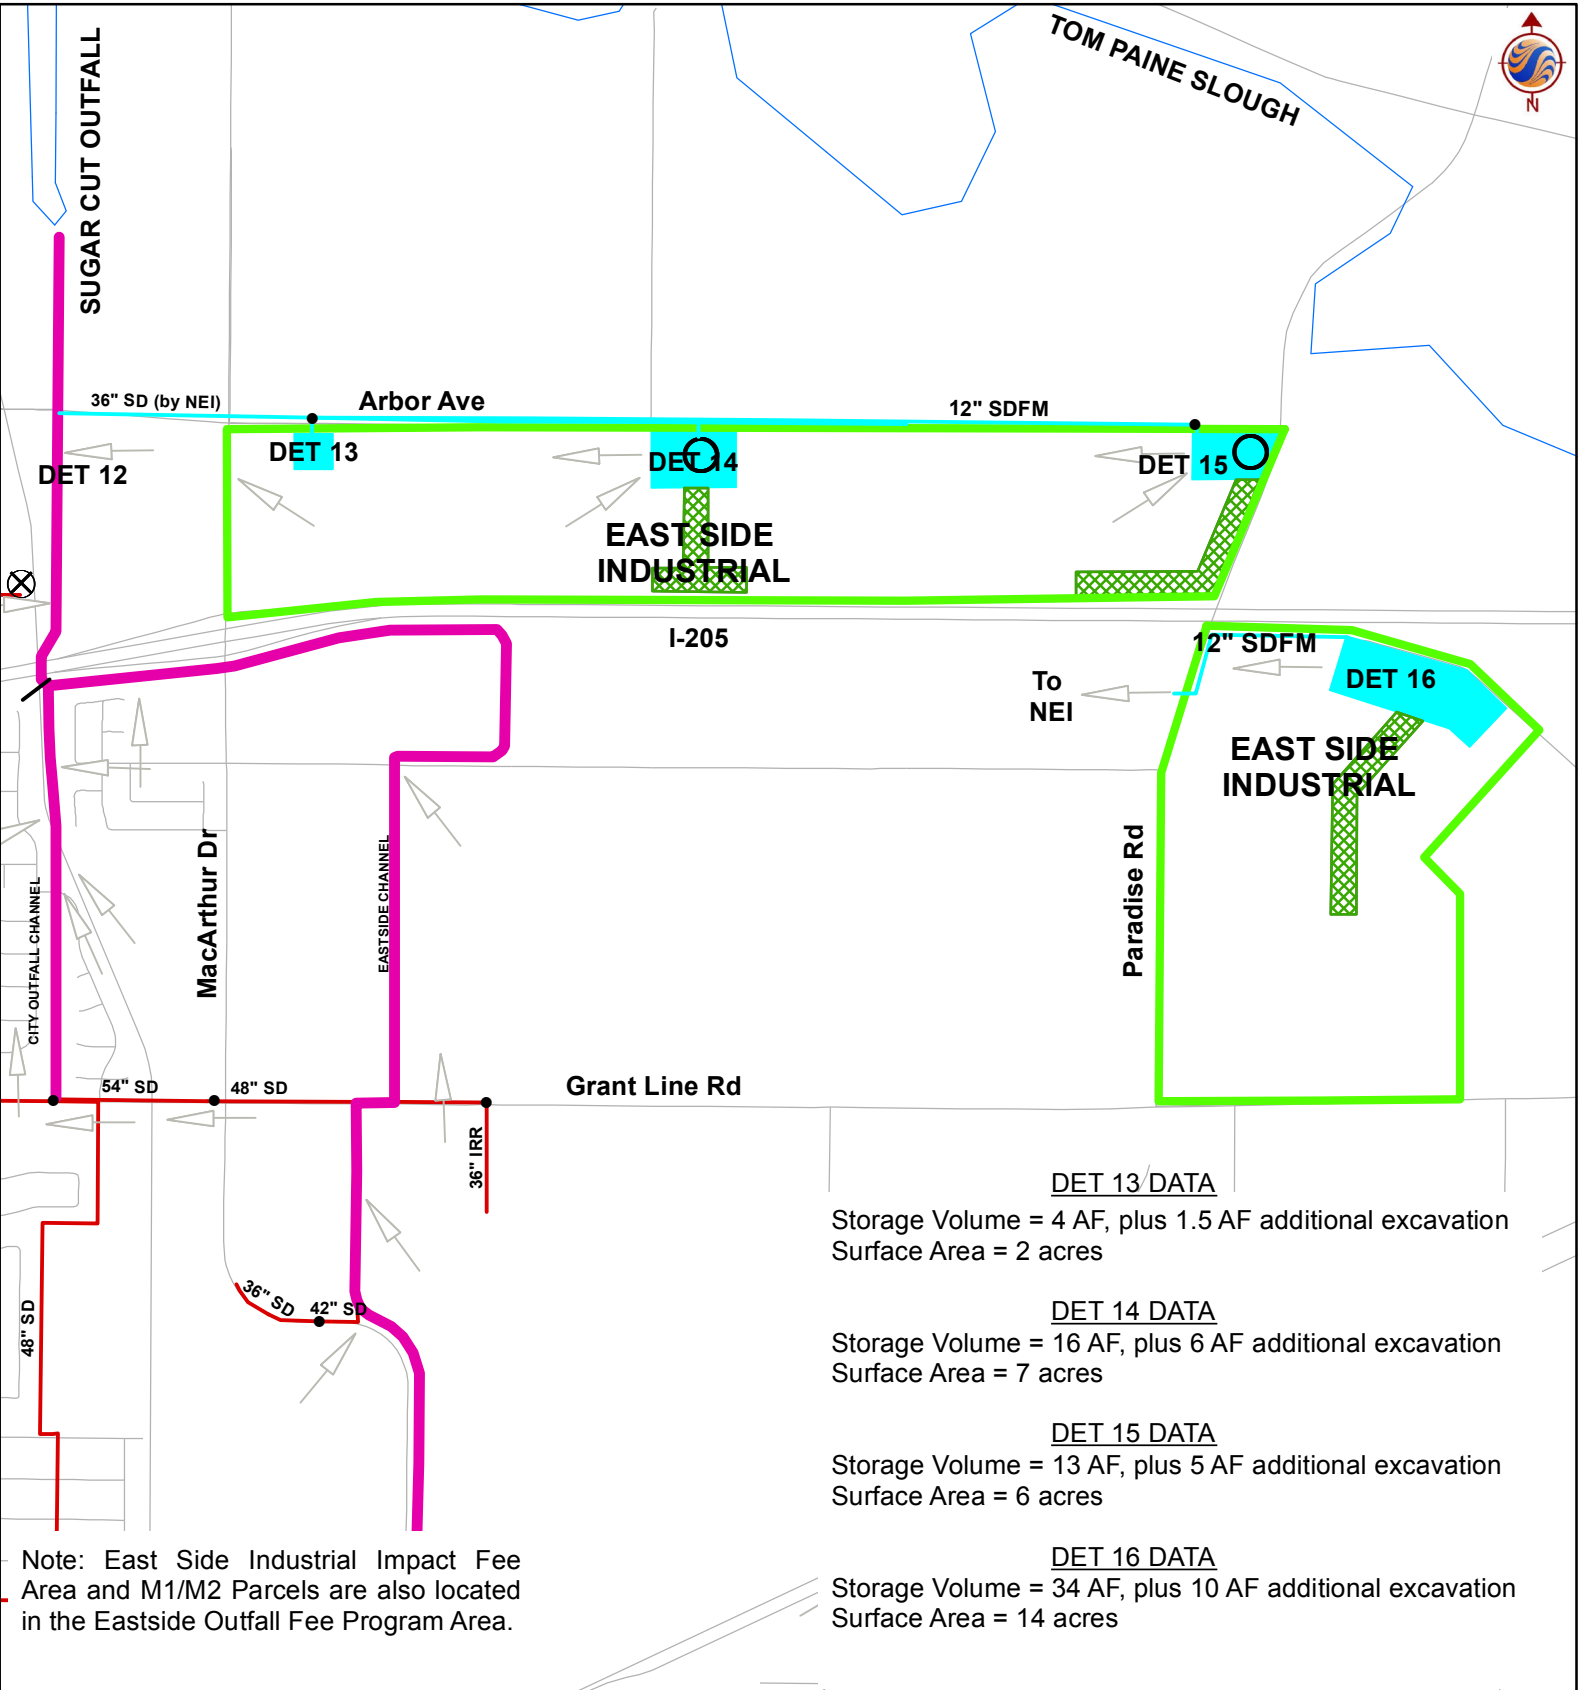 TOM PAINE SLOUGH
N
SUGAR CUT OUTFALL
36" SD (by NEI)
Arbor Ave
12" SDFM
DET 12
DET 13
DET 14
DET 15
EAST SIDE
INDUSTRIAL
I-205
12" SDFM
To
NEI
DET 16
EAST SIDE
INDUSTRIAL
MacArthur Dr
EASTSIDE CHANNEL
CITY OUTFALL CHANNEL
Paradise Rd
54" SD
48" SD
Grant Line Rd
36" IRR
36" SD
42" SD
48" SD
DET 13 DATA
Storage Volume = 4 AF, plus 1.5 AF additional excavation
Surface Area = 2 acres
DET 14 DATA
Storage Volume = 16 AF, plus 6 AF additional excavation
Surface Area = 7 acres
DET 15 DATA
Storage Volume = 13 AF, plus 5 AF additional excavation
Surface Area = 6 acres
DET 16 DATA
Storage Volume = 34 AF, plus 10 AF additional excavation
Surface Area = 14 acres
Note: East Side Industrial Impact Fee
Area and M1/M2 Parcels are also located
in the Eastside Outfall Fee Program Area.